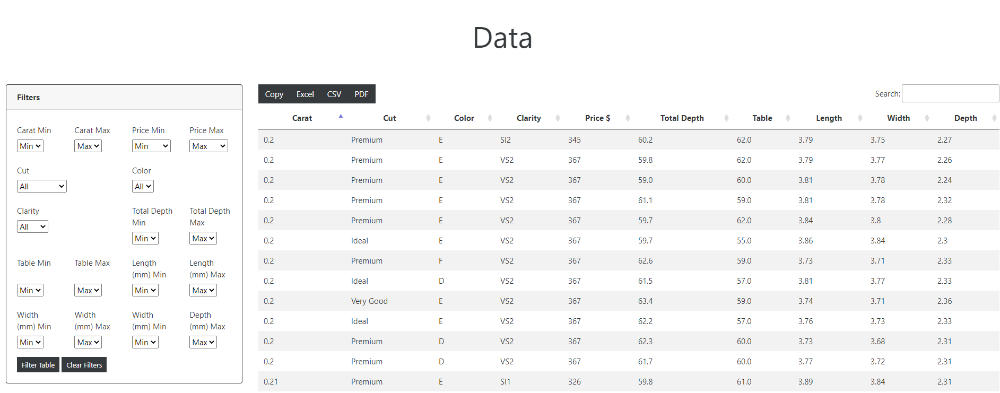 Data
Filters
Carat Min Carat Max Price Min Price Max
Min Max Min Max
Cut Color
All All
Clarity Total Depth Min Total Depth Max
All Min Max
Table Min Table Max Length (mm) Min Length (mm) Max
Min Max Min Max
Width (mm) Min Width (mm) Max Width (mm) Min Depth (mm) Max
Min Max Min Max
Filter Table Clear Filters
Copy Excel CSV PDF
Search:
Carat Cut Color Clarity Price $ Total Depth Table Length Width Depth
0.2 Premium E SI2 345 60.2 62.0 3.79 3.75 2.27
0.2 Premium E VS2 367 59.8 62.0 3.79 3.77 2.26
0.2 Premium E VS2 367 59.0 60.0 3.81 3.78 2.24
0.2 Premium E VS2 367 61.1 59.0 3.81 3.78 2.32
0.2 Premium E VS2 367 59.7 62.0 3.84 3.8 2.28
0.2 Ideal E VS2 367 59.7 55.0 3.86 3.84 2.3
0.2 Premium F VS2 367 62.6 59.0 3.73 3.71 2.33
0.2 Ideal D VS2 367 61.5 57.0 3.81 3.77 2.33
0.2 Very Good E VS2 367 63.4 59.0 3.74 3.71 2.36
0.2 Ideal E VS2 367 62.2 57.0 3.76 3.73 2.33
0.2 Premium D VS2 367 62.3 60.0 3.73 3.68 2.31
0.2 Premium D VS2 367 61.7 60.0 3.77 3.72 2.31
0.21 Premium E SI1 326 59.8 61.0 3.89 3.84 2.31